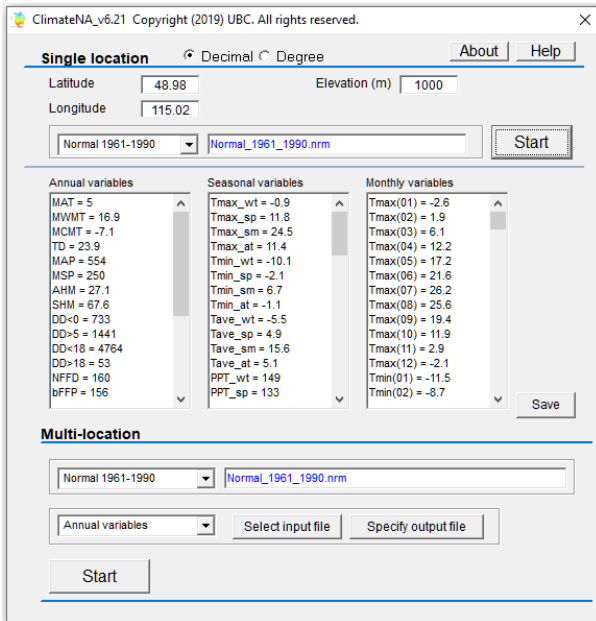 ClimateNA_v6.21 Copyright (2019) UBC. All rights reserved.
Single location Decimal Degree About Help
Latitude 48.98 Elevation (m) 1000
Longitude 115.02
Normal 1961-1990 Normal_1961_1990.nrm Start
Annual variables Seasonal variables Monthly variables
MAT = 5 Tmax_wt = -0.9 Tmax(01) = -2.6
MWMT = 16.9 Tmax_sp = 11.8 Tmax(02) = 1.9
MCMT = -7.1 Tmax_sm = 24.5 Tmax(03) = 6.1
TD = 23.9 Tmax_at = 11.4 Tmax(04) = 12.2
MAP = 554 Tmin_wt = -10.1 Tmax(05) = 17.2
MSP = 250 Tmin_sp = -2.1 Tmax(06) = 21.6
AHM = 27.1 Tmin_sm = 6.7 Tmax(07) = 26.2
SHM = 67.6 Tmin_at = -1.1 Tmax(08) = 25.6
DD<0 = 733 Tave_wt = -5.5 Tmax(09) = 19.4
DD>5 = 1441 Tave_sp = 4.9 Tmax(10) = 11.9
DD<18 = 4764 Tave_sm = 15.6 Tmax(11) = 2.9
DD>18 = 53 Tave_at = 5.1 Tmax(12) = -2.1
NFFD = 160 PPT_wt = 149 Tmin(01) = -11.5
bFFP = 156 PPT_sp = 133 Tmin(02) = -8.7
Save
Multi-location
Normal 1961-1990 Normal_1961_1990.nrm
Annual variables Select input file Specify output file
Start